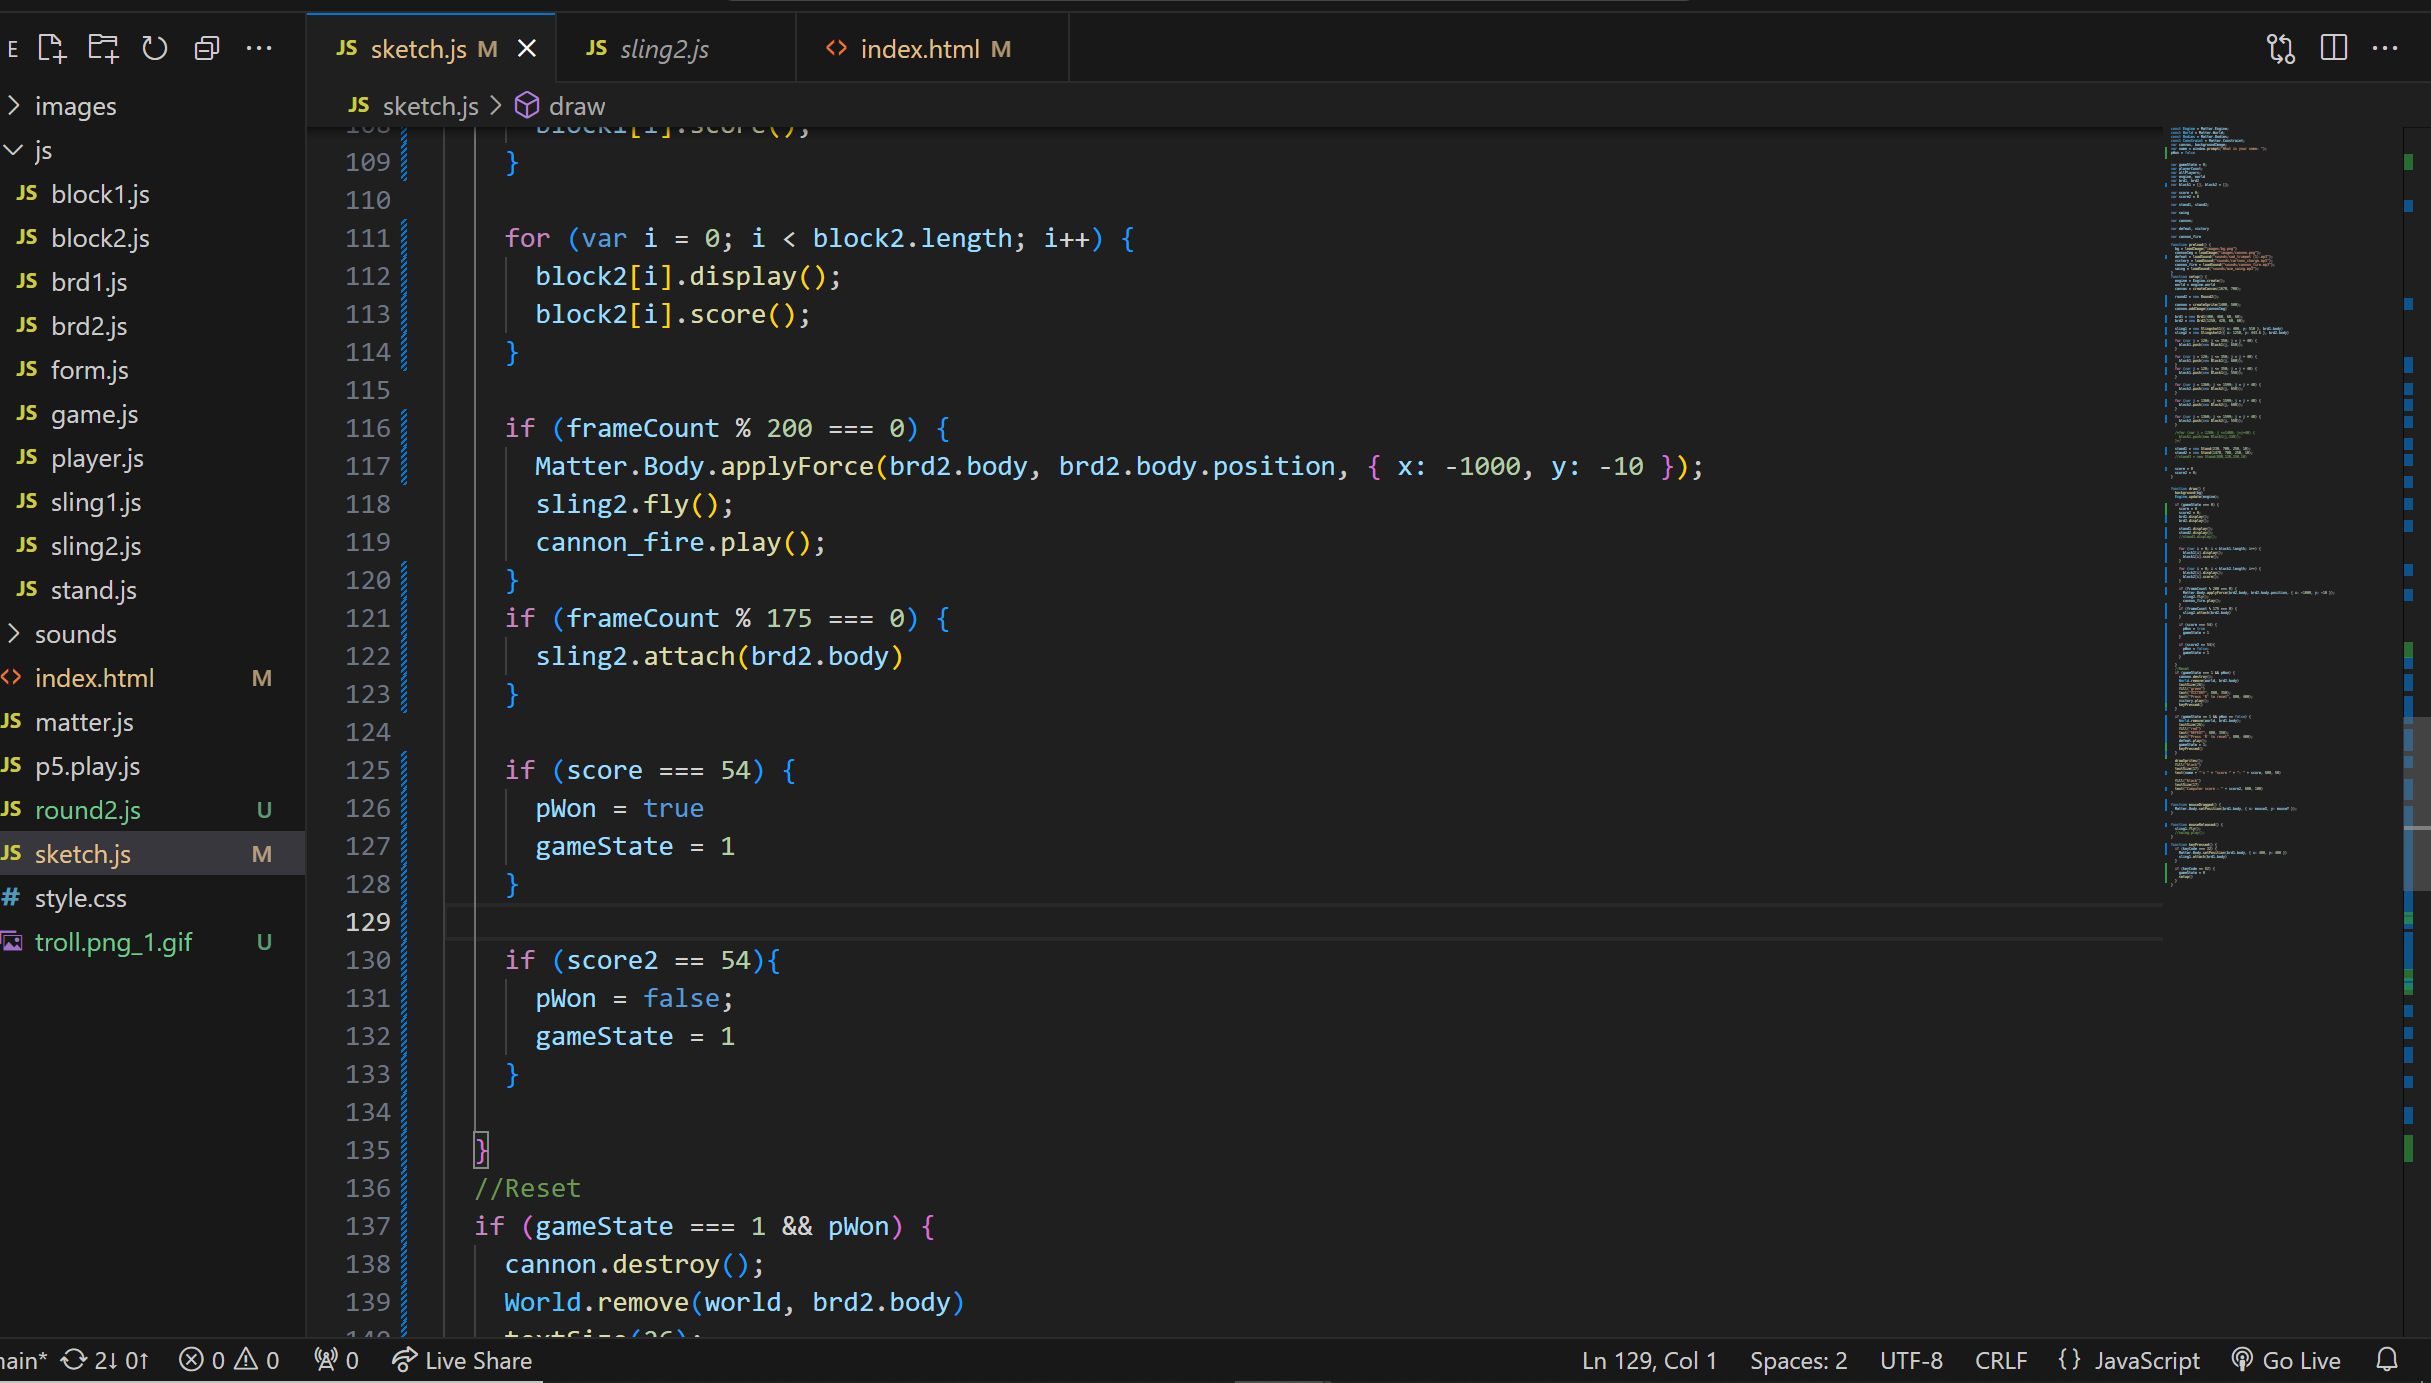 E
JS sketch.js M
JS sling2.js
<> index.html M
JS sketch.js > draw
images
js
JS block1.js
JS block2.js
JS brd1.js
JS brd2.js
JS form.js
JS game.js
JS player.js
JS sling1.js
JS sling2.js
JS stand.js
sounds
<> index.html M
JS matter.js
JS p5.play.js
JS round2.js U
JS sketch.js M
# style.css
troll.png_1.gif U
108 block1[i].score();
109 }
110
111 for (var i = 0; i < block2.length; i++) {
112 block2[i].display();
113 block2[i].score();
114 }
115
116 if (frameCount % 200 === 0) {
117 Matter.Body.applyForce(brd2.body, brd2.body.position, { x: -1000, y: -10 });
118 sling2.fly();
119 cannon_fire.play();
120 }
121 if (frameCount % 175 === 0) {
122 sling2.attach(brd2.body)
123 }
124
125 if (score === 54) {
126 pWon = true
127 gameState = 1
128 }
129
130 if (score2 == 54){
131 pWon = false;
132 gameState = 1
133 }
134
135 }
136 //Reset
137 if (gameState === 1 && pWon) {
138 cannon.destroy();
139 World.remove(world, brd2.body)
140 textSize(26);
main* 2↓ 0↑ 0 0 0 Live Share
Ln 129, Col 1 Spaces: 2 UTF-8 CRLF {} JavaScript Go Live